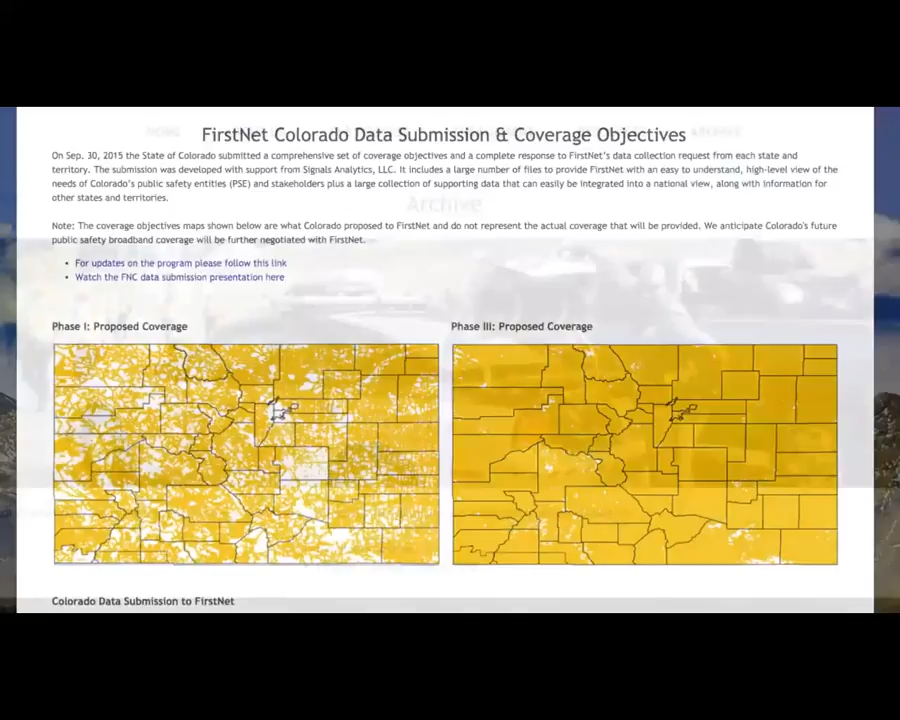 HOME
ARCHIVE
FirstNet Colorado Data Submission & Coverage Objectives
On Sep. 30, 2015 the State of Colorado submitted a comprehensive set of coverage objectives and a complete response to FirstNet's data collection request from each state and
territory. The submission was developed with support from Signals Analytics, LLC. It includes a large number of files to provide FirstNet with an easy to understand, high-level view of the
needs of Colorado's public safety entities (PSE) and stakeholders plus a large collection of supporting data that can easily be integrated into a national view, along with information for
other states and territories.
Archive
Note: The coverage objectives maps shown below are what Colorado proposed to FirstNet and do not represent the actual coverage that will be provided. We anticipate Colorado's future
public safety broadband coverage will be further negotiated with FirstNet.
• For updates on the program please follow this link
• Watch the FNC data submission presentation here
Phase I: Proposed Coverage
Phase III: Proposed Coverage
Colorado Data Submission to FirstNet